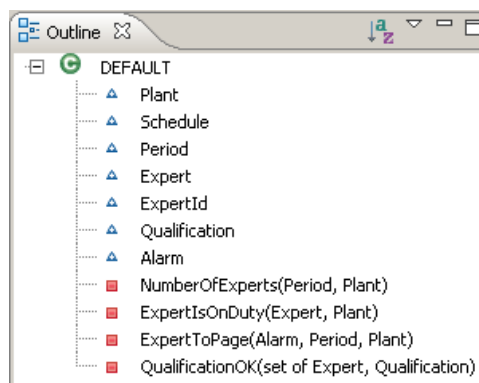 Outline
DEFAULT
Plant
Schedule
Period
Expert
ExpertId
Qualification
Alarm
NumberOfExperts(Period, Plant)
ExpertIsOnDuty(Expert, Plant)
ExpertToPage(Alarm, Period, Plant)
QualificationOK(set of Expert, Qualification)